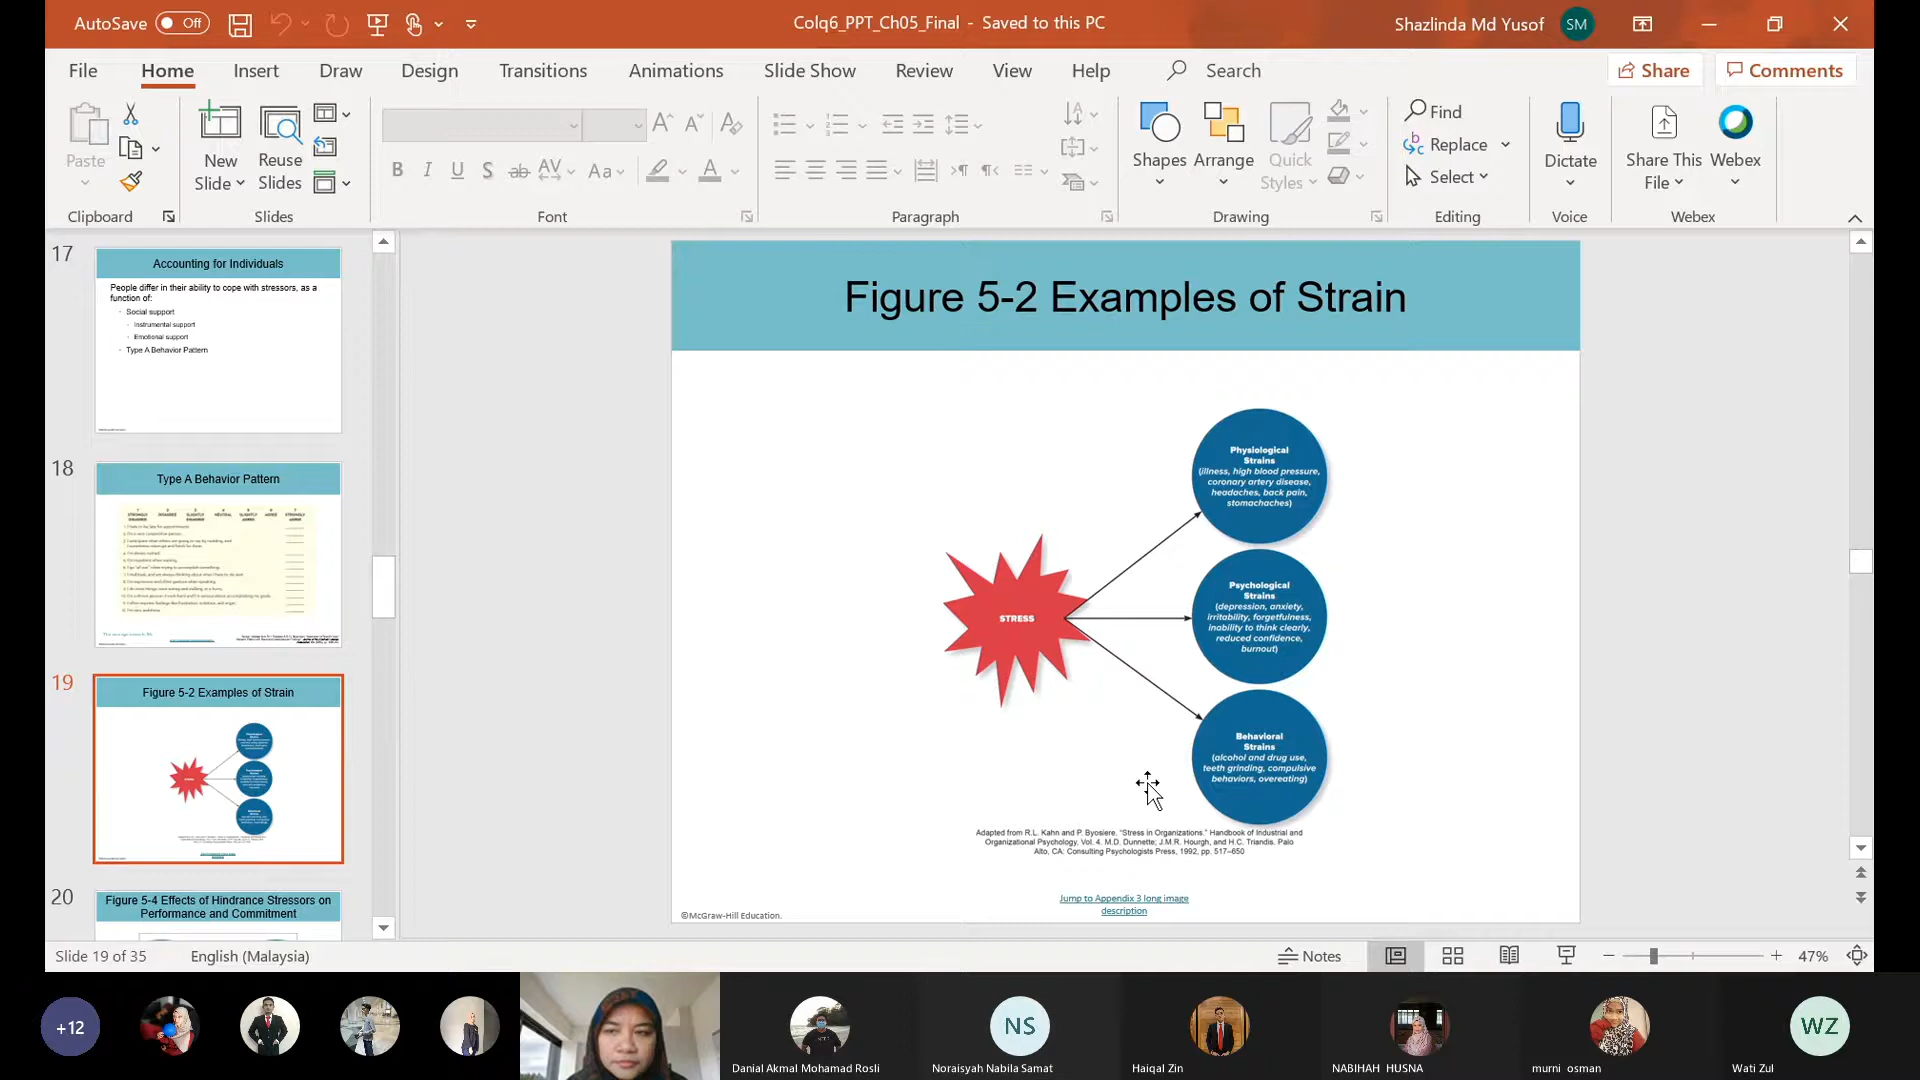 AutoSave Off
Colq6_PPT_Ch05_Final - Saved to this PC
Shazlinda Md Yusof SM
File Home Insert Draw Design Transitions Animations Slide Show Review View Help Search Share Comments
Paste
New Slide
Reuse Slides
B I U S ab AV Aa A
Shapes Arrange Quick Styles
Find
Replace
Select
Dictate
Share This File
Webex
Clipboard Slides Font Paragraph Drawing Editing Voice Webex
17
Accounting for Individuals
People differ in their ability to cope with stressors, as a
function of:
Social support
Instrumental support
Emotional support
Type A Behavior Pattern
18
Type A Behavior Pattern
19
Figure 5-2 Examples of Strain
20
Figure 5-4 Effects of Hindrance Stressors on
Performance and Commitment
Figure 5-2 Examples of Strain
STRESS
Physiological
Strains
(illness, high blood pressure,
coronary artery disease,
headaches, back pain,
stomachaches)
Psychological
Strains
(depression, anxiety,
irritability, forgetfulness,
inability to think clearly,
reduced confidence,
burnout)
Behavioral
Strains
(alcohol and drug use,
teeth grinding, compulsive
behaviors, overeating)
Adapted from R.L. Kahn and P. Byosiere. "Stress in Organizations." Handbook of Industrial and
Organizational Psychology, Vol. 4. M.D. Dunnette; J.M.R. Hourgh, and H.C. Triandis. Palo
Alto, CA: Consulting Psychologists Press, 1992, pp. 517–650
Jump to Appendix 3 long image
description
©McGraw-Hill Education.
Slide 19 of 35
English (Malaysia)
Notes
47%
+12
NS
WZ
Danial Akmal Mohamad Rosli
Noraisyah Nabila Samat
Haiqal Zin
NABIHAH HUSNA
murni osman
Wati Zul